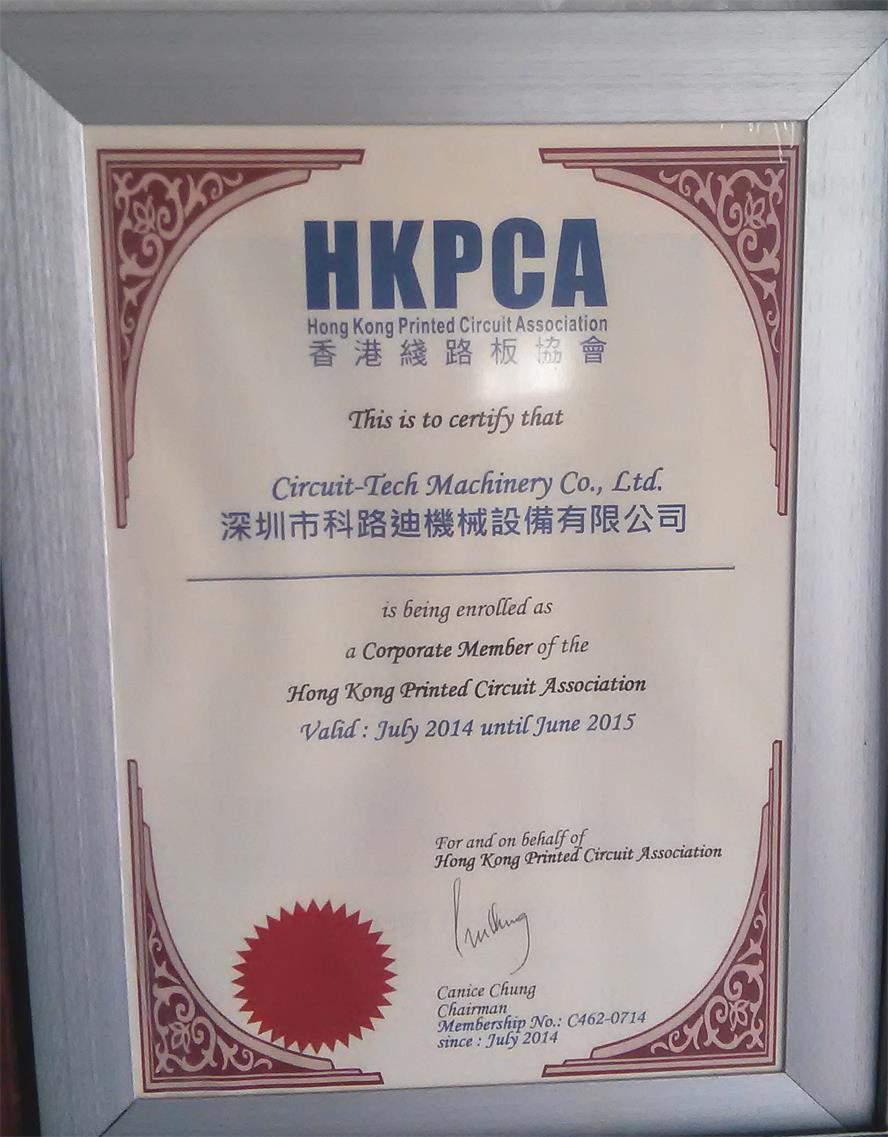 HKPCA
Hong Kong Printed Circuit Association
香港綫路板協會
This is to certify that
Circuit-Tech Machinery Co., Ltd.
深圳市科路迪機械設備有限公司
is being enrolled as
a Corporate Member of the
Hong Kong Printed Circuit Association
Valid : July 2014 until June 2015
For and on behalf of
Hong Kong Printed Circuit Association
Canice Chung
Chairman
Membership No.: C462-0714
since : July 2014